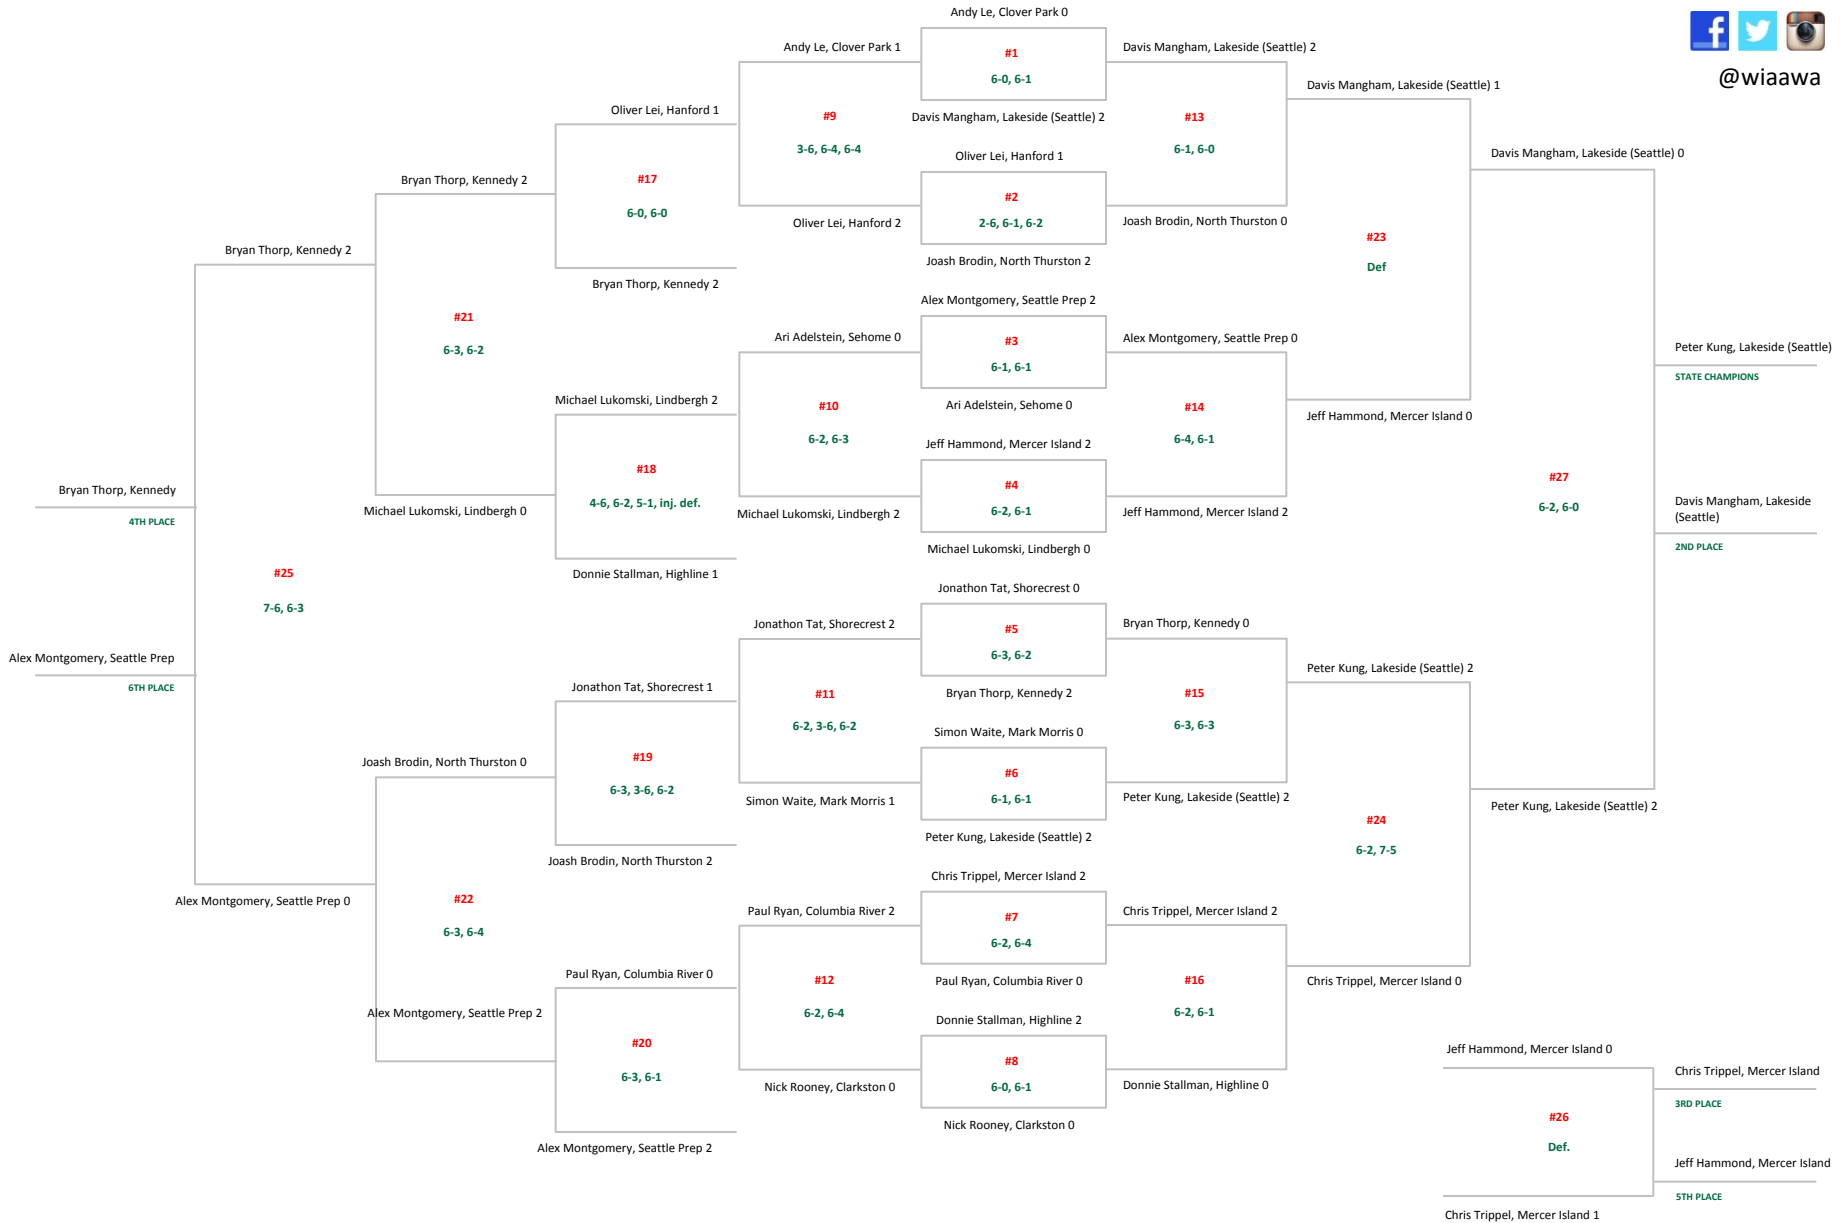 Andy Le, Clover Park 0
Andy Le, Clover Park 1
#1
Davis Mangham, Lakeside (Seattle) 2
@wiaawa
6-0, 6-1
Davis Mangham, Lakeside (Seattle) 1
Oliver Lei, Hanford 1
#9
Davis Mangham, Lakeside (Seattle) 2
#13
3-6, 6-4, 6-4
Oliver Lei, Hanford 1
6-1, 6-0
Davis Mangham, Lakeside (Seattle) 0
Bryan Thorp, Kennedy 2
#17
#2
6-0, 6-0
Oliver Lei, Hanford 2
2-6, 6-1, 6-2
Joash Brodin, North Thurston 0
#23
Bryan Thorp, Kennedy 2
Joash Brodin, North Thurston 2
Def
Bryan Thorp, Kennedy 2
Alex Montgomery, Seattle Prep 2
#21
Ari Adelstein, Sehome 0
#3
Alex Montgomery, Seattle Prep 0
6-3, 6-2
6-1, 6-1
Peter Kung, Lakeside (Seattle)
STATE CHAMPIONS
Michael Lukomski, Lindbergh 2
#10
Ari Adelstein, Sehome 0
#14
Jeff Hammond, Mercer Island 0
6-2, 6-3
Jeff Hammond, Mercer Island 2
6-4, 6-1
#18
#4
#27
Bryan Thorp, Kennedy
4TH PLACE
Michael Lukomski, Lindbergh 0
4-6, 6-2, 5-1, inj. def.
Michael Lukomski, Lindbergh 2
6-2, 6-1
Jeff Hammond, Mercer Island 2
6-2, 6-0
Davis Mangham, Lakeside
(Seattle)
2ND PLACE
Michael Lukomski, Lindbergh 0
#25
Donnie Stallman, Highline 1
7-6, 6-3
Jonathon Tat, Shorecrest 0
Jonathon Tat, Shorecrest 2
#5
Bryan Thorp, Kennedy 0
Alex Montgomery, Seattle Prep
6TH PLACE
6-3, 6-2
Peter Kung, Lakeside (Seattle) 2
Jonathon Tat, Shorecrest 1
#11
Bryan Thorp, Kennedy 2
#15
6-2, 3-6, 6-2
Simon Waite, Mark Morris 0
6-3, 6-3
Joash Brodin, North Thurston 0
#19
#6
6-3, 3-6, 6-2
Simon Waite, Mark Morris 1
6-1, 6-1
Peter Kung, Lakeside (Seattle) 2
Peter Kung, Lakeside (Seattle) 2
#24
Joash Brodin, North Thurston 2
Peter Kung, Lakeside (Seattle) 2
6-2, 7-5
Chris Trippel, Mercer Island 2
Alex Montgomery, Seattle Prep 0
#22
Paul Ryan, Columbia River 2
#7
Chris Trippel, Mercer Island 2
6-3, 6-4
6-2, 6-4
Paul Ryan, Columbia River 0
#12
Paul Ryan, Columbia River 0
#16
Chris Trippel, Mercer Island 0
Alex Montgomery, Seattle Prep 2
6-2, 6-4
Donnie Stallman, Highline 2
6-2, 6-1
#20
#8
Jeff Hammond, Mercer Island 0
6-3, 6-1
Nick Rooney, Clarkston 0
6-0, 6-1
Donnie Stallman, Highline 0
Chris Trippel, Mercer Island
3RD PLACE
Nick Rooney, Clarkston 0
#26
Alex Montgomery, Seattle Prep 2
Def.
Jeff Hammond, Mercer Island
5TH PLACE
Chris Trippel, Mercer Island 1